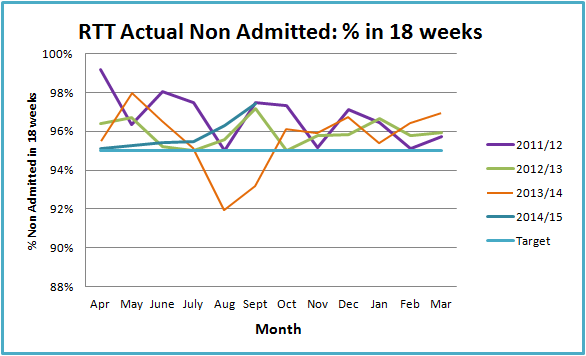 RTT Actual Non Admitted: % in 18 weeks
100%
98%
96%
94%
92%
90%
88%
% Non Admitted in 18 weeks
Apr May June July Aug Sept Oct Nov Dec Jan Feb Mar
Month
2011/12
2012/13
2013/14
2014/15
Target